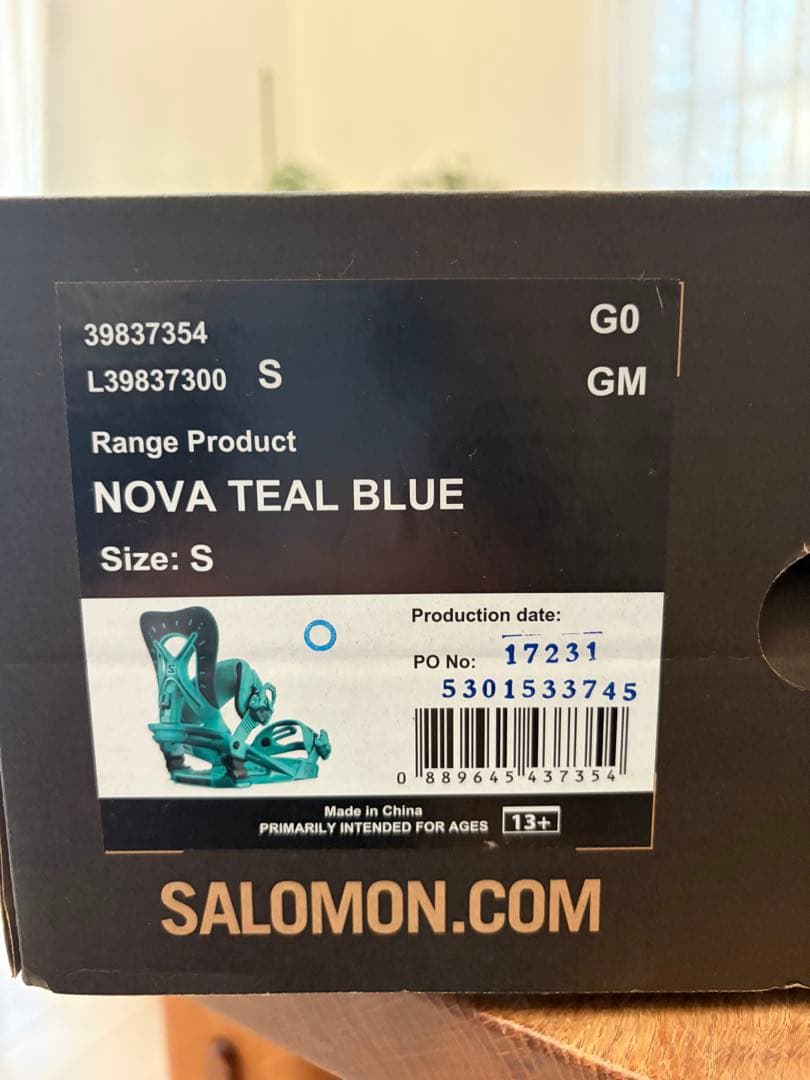 39837354
G0
L39837300 S
GM
Range Product
NOVA TEAL BLUE
Size: S
S
Production date:
17231
PO No:
5301533745
0 889645 437354
Made in China
PRIMARILY INTENDED FOR AGES 13+
SALOMON.COM